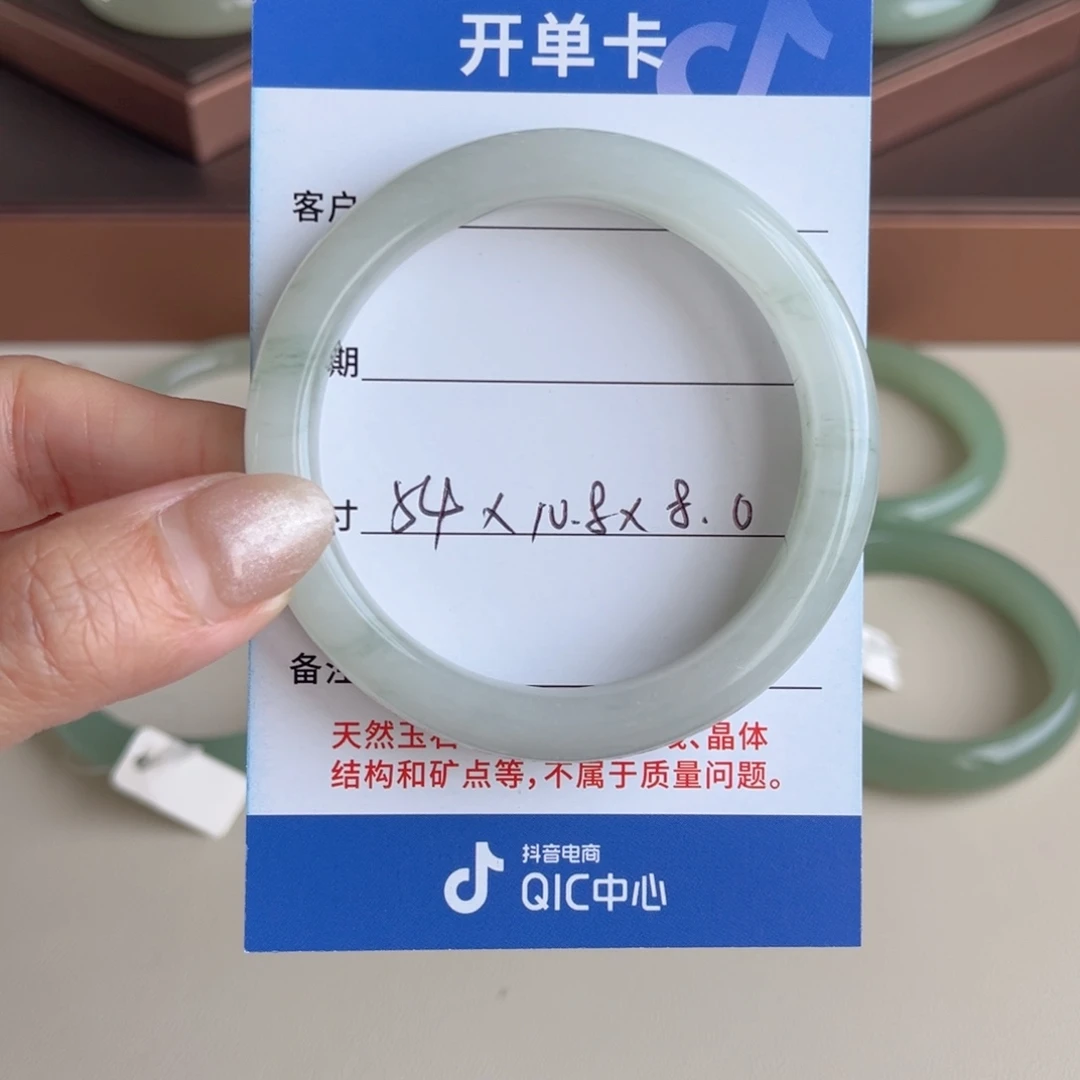 开单卡
客户
期
寸 54×10.8×8.0
备注
天然玉石 、晶体
结构和矿点等,不属于质量问题。
抖音电商
QIC中心